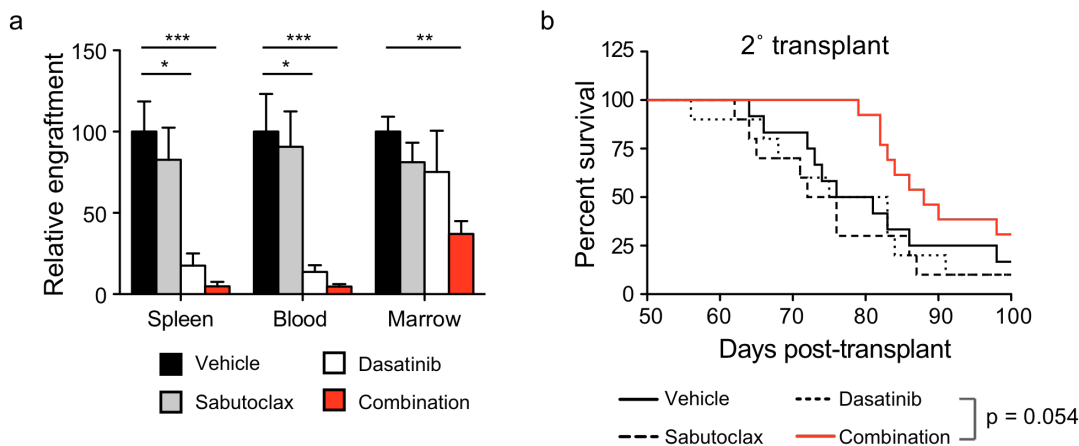 a
Relative engraftment
150
100
50
0
*** *** **
* *
Spleen Blood Marrow
Vehicle Dasatinib
Sabutoclax Combination
b
2° transplant
Percent survival
125
100
75
50
25
0
50 60 70 80 90 100
Days post-transplant
Vehicle Dasatinib
Sabutoclax Combination
p = 0.054